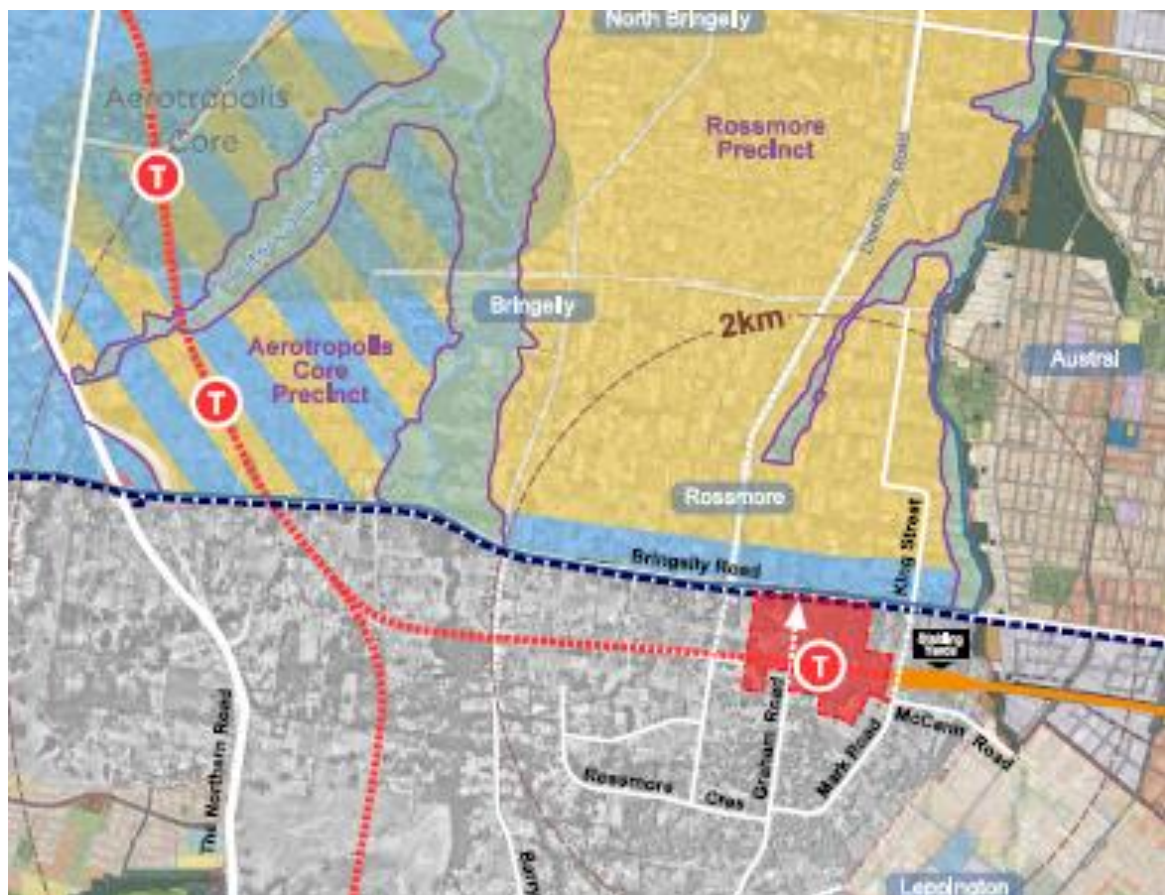 North Bringelly
Aerotropolis
Core
Rossmore
Precinct
T
Bringelly
2km
Austral
Aerotropolis
Core
Precinct
T
Rossmore
King Street
Bringelly Road
T
Graham Road
Mark Road
McCann Road
Rossmore
Cres
The Northern Road
Leppington